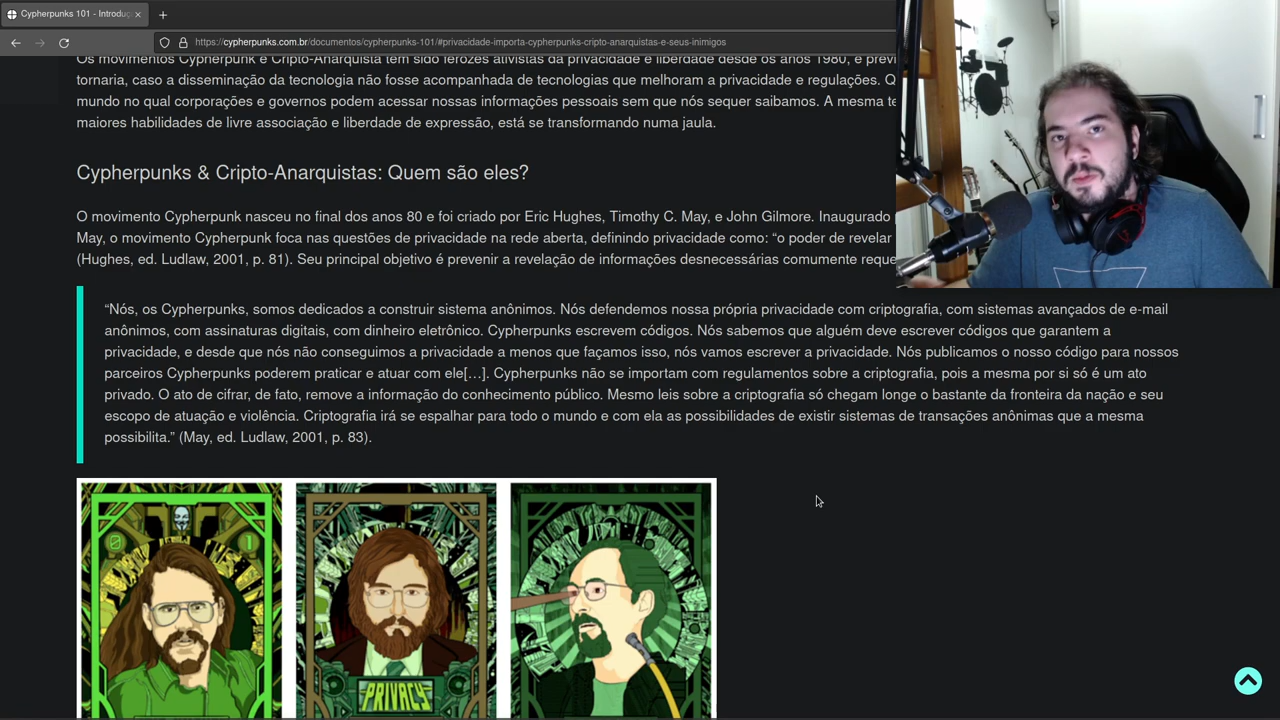 Cypherpunks 101 - Introduç
https://cypherpunks.com.br/documentos/cypherpunks-101/#privacidade-importa-cypherpunks-cripto-anarquistas-e-seus-inimigos
Os movimentos Cypherpunk e Cripto-Anarquista têm sido ferozes ativistas da privacidade e liberdade desde os anos 1980, e previ
tornaria, caso a disseminação da tecnologia não fosse acompanhada de tecnologias que melhoram a privacidade e regulações. Q
mundo no qual corporações e governos podem acessar nossas informações pessoais sem que nós sequer saibamos. A mesma te
maiores habilidades de livre associação e liberdade de expressão, está se transformando numa jaula.
Cypherpunks & Cripto-Anarquistas: Quem são eles?
O movimento Cypherpunk nasceu no final dos anos 80 e foi criado por Eric Hughes, Timothy C. May, e John Gilmore. Inaugurado
May, o movimento Cypherpunk foca nas questões de privacidade na rede aberta, definindo privacidade como: “o poder de revelar
(Hughes, ed. Ludlaw, 2001, p. 81). Seu principal objetivo é prevenir a revelação de informações desnecessárias comumente reque
“Nós, os Cypherpunks, somos dedicados a construir sistema anônimos. Nós defendemos nossa própria privacidade com criptografia, com sistemas avançados de e-mail
anônimos, com assinaturas digitais, com dinheiro eletrônico. Cypherpunks escrevem códigos. Nós sabemos que alguém deve escrever códigos que garantem a
privacidade, e desde que nós não conseguimos a privacidade a menos que façamos isso, nós vamos escrever a privacidade. Nós publicamos o nosso código para nossos
parceiros Cypherpunks poderem praticar e atuar com ele[…]. Cypherpunks não se importam com regulamentos sobre a criptografia, pois a mesma por si só é um ato
privado. O ato de cifrar, de fato, remove a informação do conhecimento público. Mesmo leis sobre a criptografia só chegam longe o bastante da fronteira da nação e seu
escopo de atuação e violência. Criptografia irá se espalhar para todo o mundo e com ela as possibilidades de existir sistemas de transações anônimas que a mesma
possibilita.” (May, ed. Ludlaw, 2001, p. 83).
0 1
PRIVACY